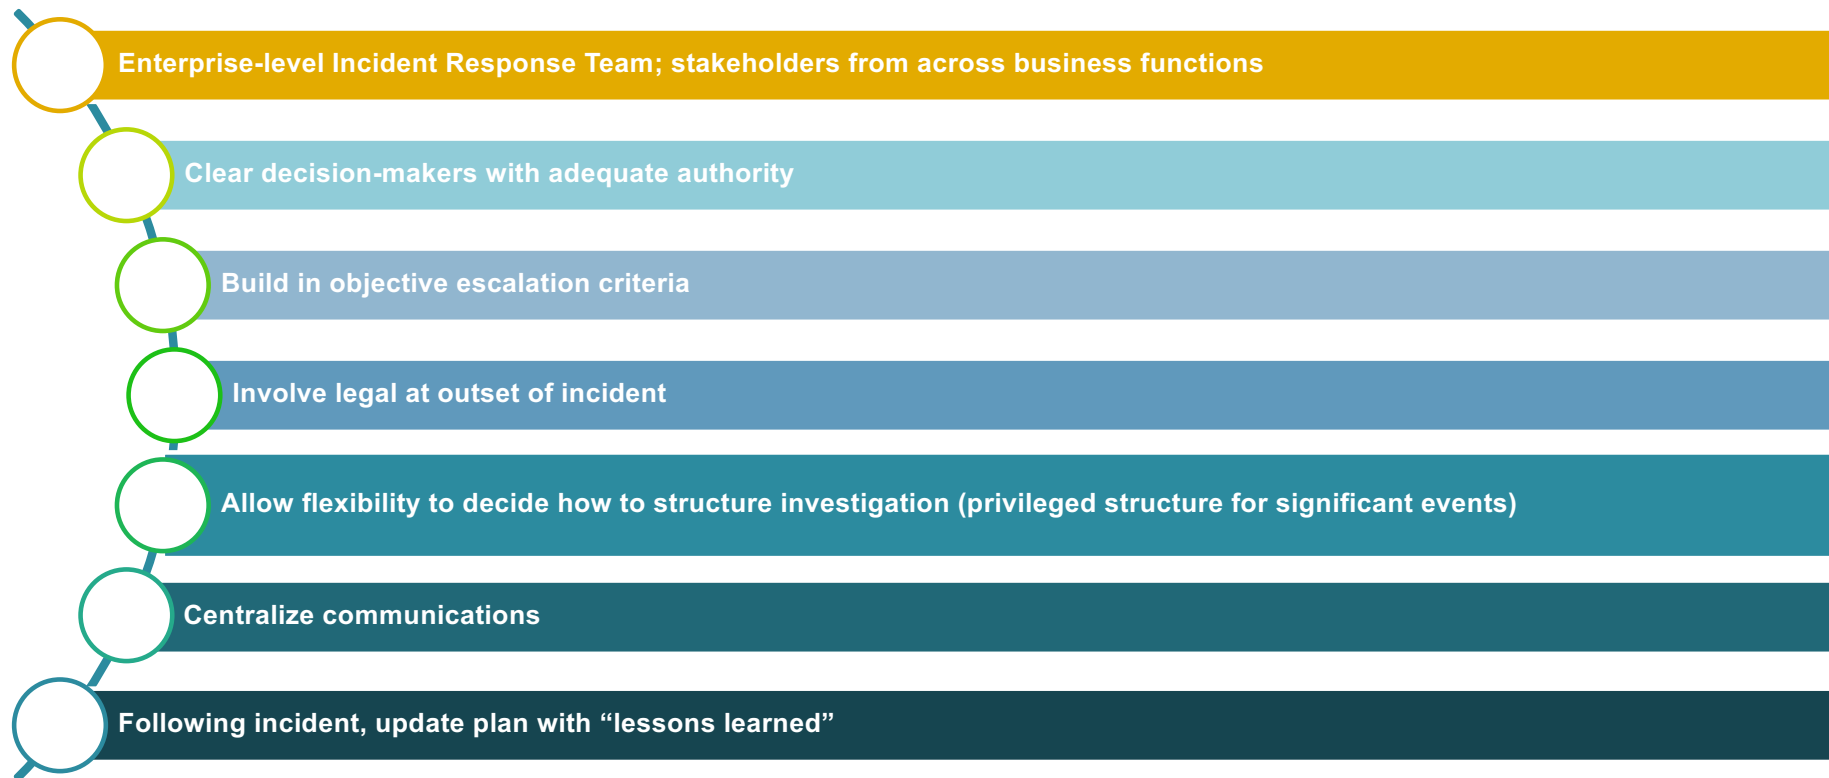 Enterprise-level Incident Response Team; stakeholders from across business functions
Clear decision-makers with adequate authority
Build in objective escalation criteria
Involve legal at outset of incident
Allow flexibility to decide how to structure investigation (privileged structure for significant events)
Centralize communications
Following incident, update plan with “lessons learned”